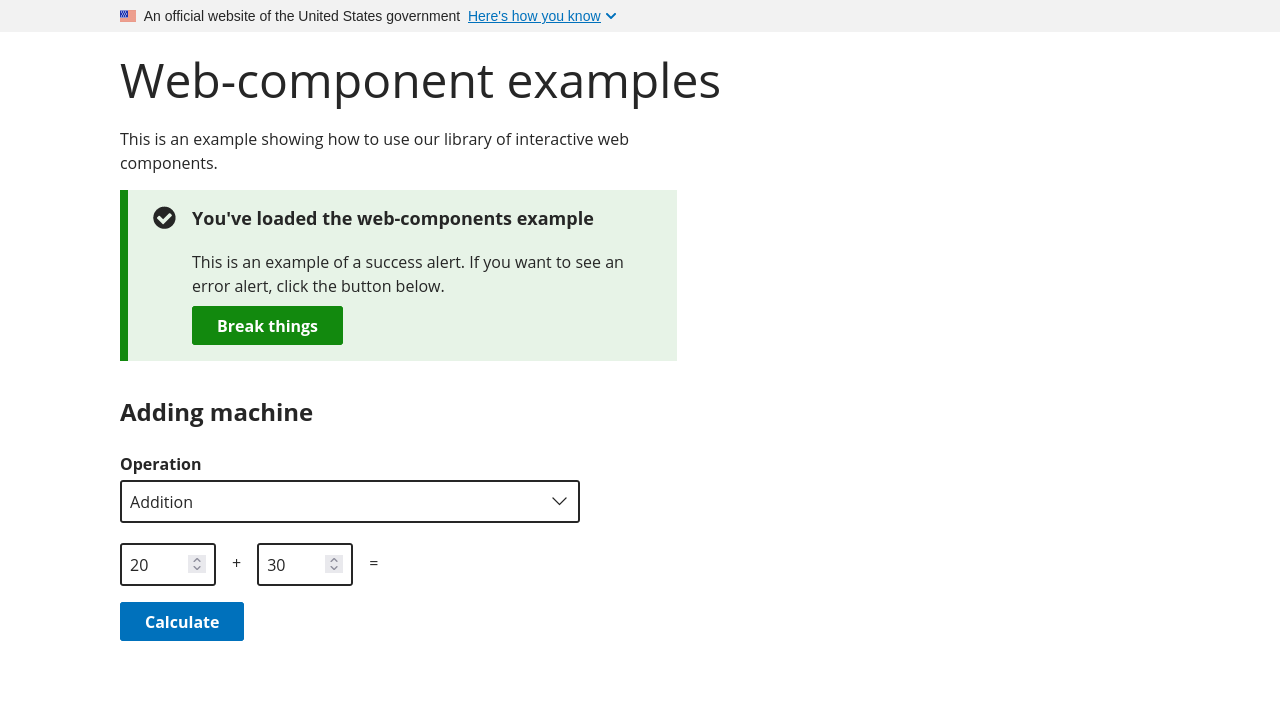 An official website of the United States government Here's how you know
Web-component examples
This is an example showing how to use our library of interactive web
components.
You've loaded the web-components example
This is an example of a success alert. If you want to see an
error alert, click the button below.
Break things
Adding machine
Operation
Addition
20 + 30 =
Calculate